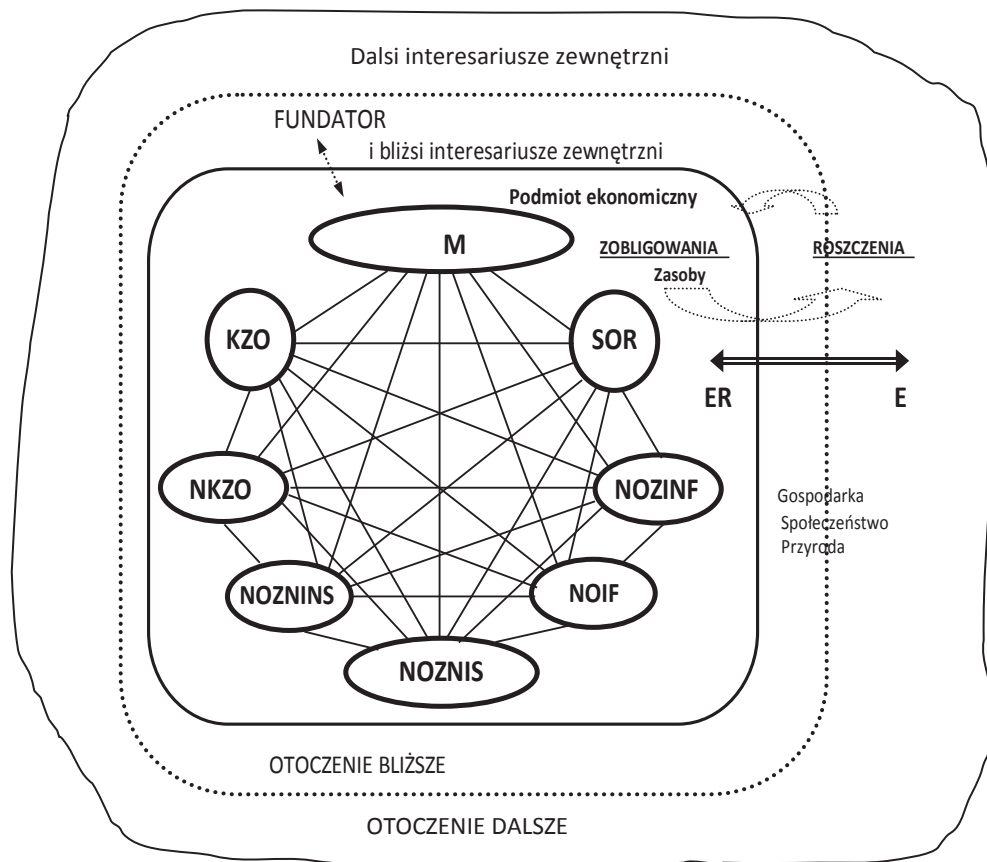 Dalsi interesariusze zewnętrzni
FUNDATOR
i bliżsi interesariusze zewnętrzni
Podmiot ekonomiczny
M
ZOBLIGOWANIA
ROSZCZENIA
Zasoby
KZO
SOR
ER
E
NKZO
NOZINF
Gospodarka
Społeczeństwo
Przyroda
NOZNINS
NOIF
NOZNIS
OTOCZENIE BLIŻSZE
OTOCZENIE DALSZE